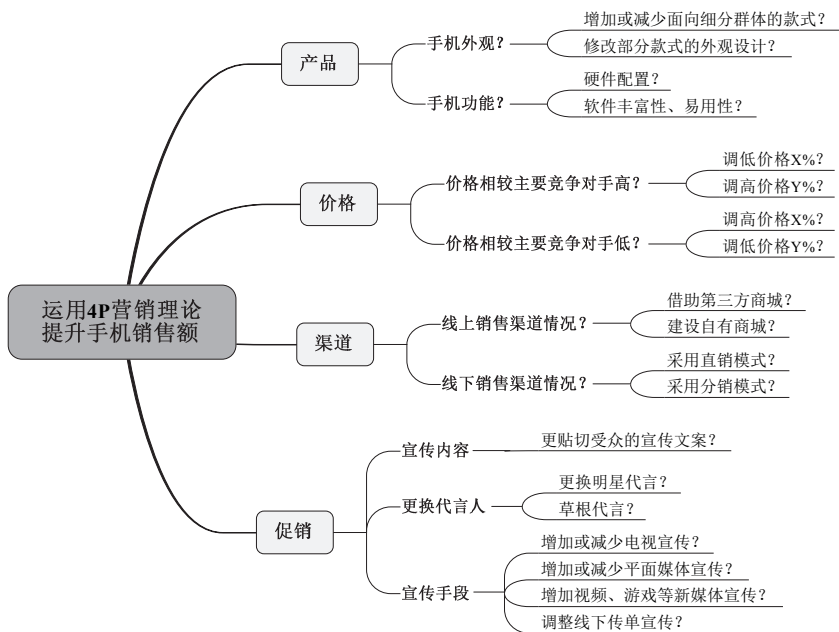 增加或减少面向细分群体的款式？
手机外观？
修改部分款式的外观设计？
产品
硬件配置？
手机功能？
软件丰富性、易用性？
调低价格X%？
价格相较主要竞争对手高？
调高价格Y%？
价格
调高价格X%？
价格相较主要竞争对手低？
调低价格Y%？
运用4P营销理论
提升手机销售额
借助第三方商城？
线上销售渠道情况？
建设自有商城？
渠道
采用直销模式？
线下销售渠道情况？
采用分销模式？
宣传内容
更贴切受众的宣传文案？
更换明星代言？
更换代言人
草根代言？
促销
增加或减少电视宣传？
增加或减少平面媒体宣传？
宣传手段
增加视频、游戏等新媒体宣传？
调整线下传单宣传？